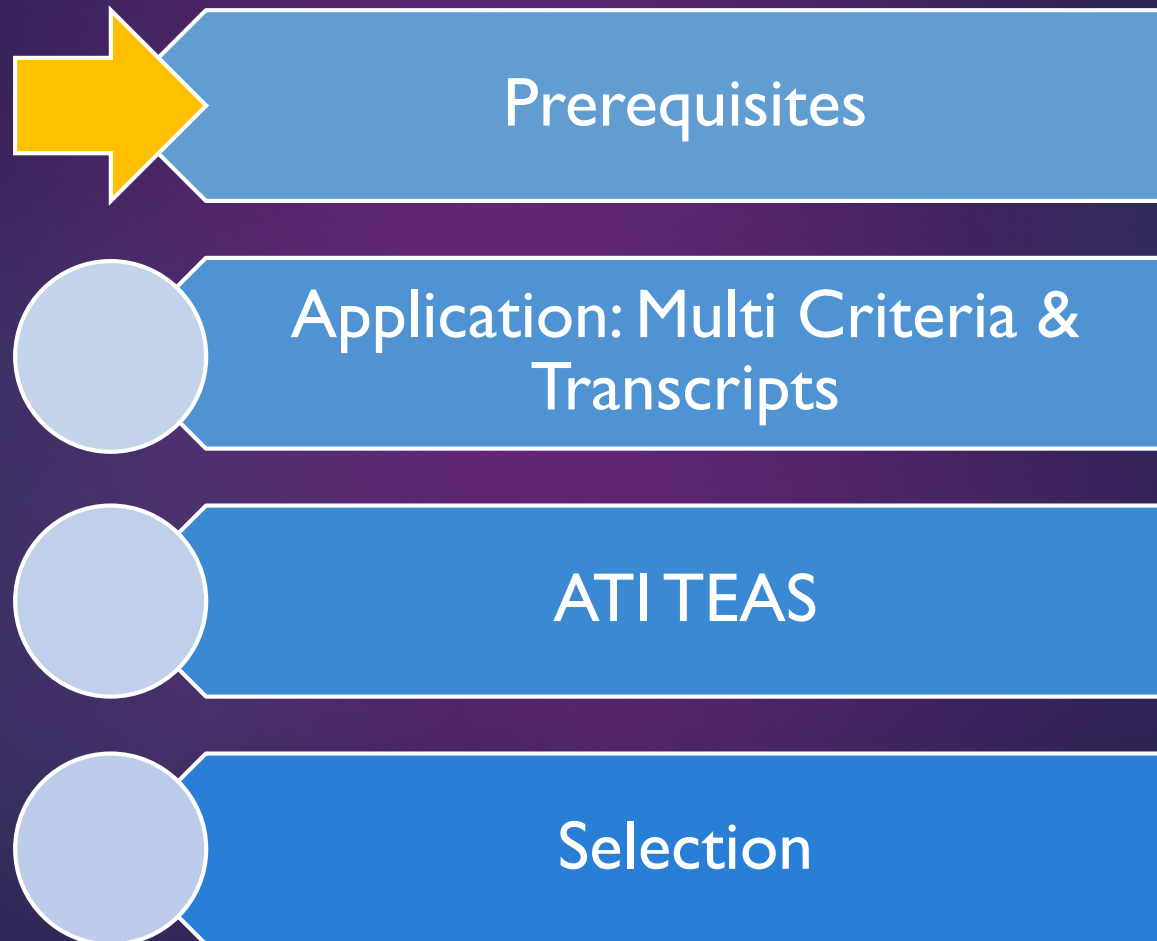 Prerequisites
Application: Multi Criteria &
Transcripts
ATI TEAS
Selection